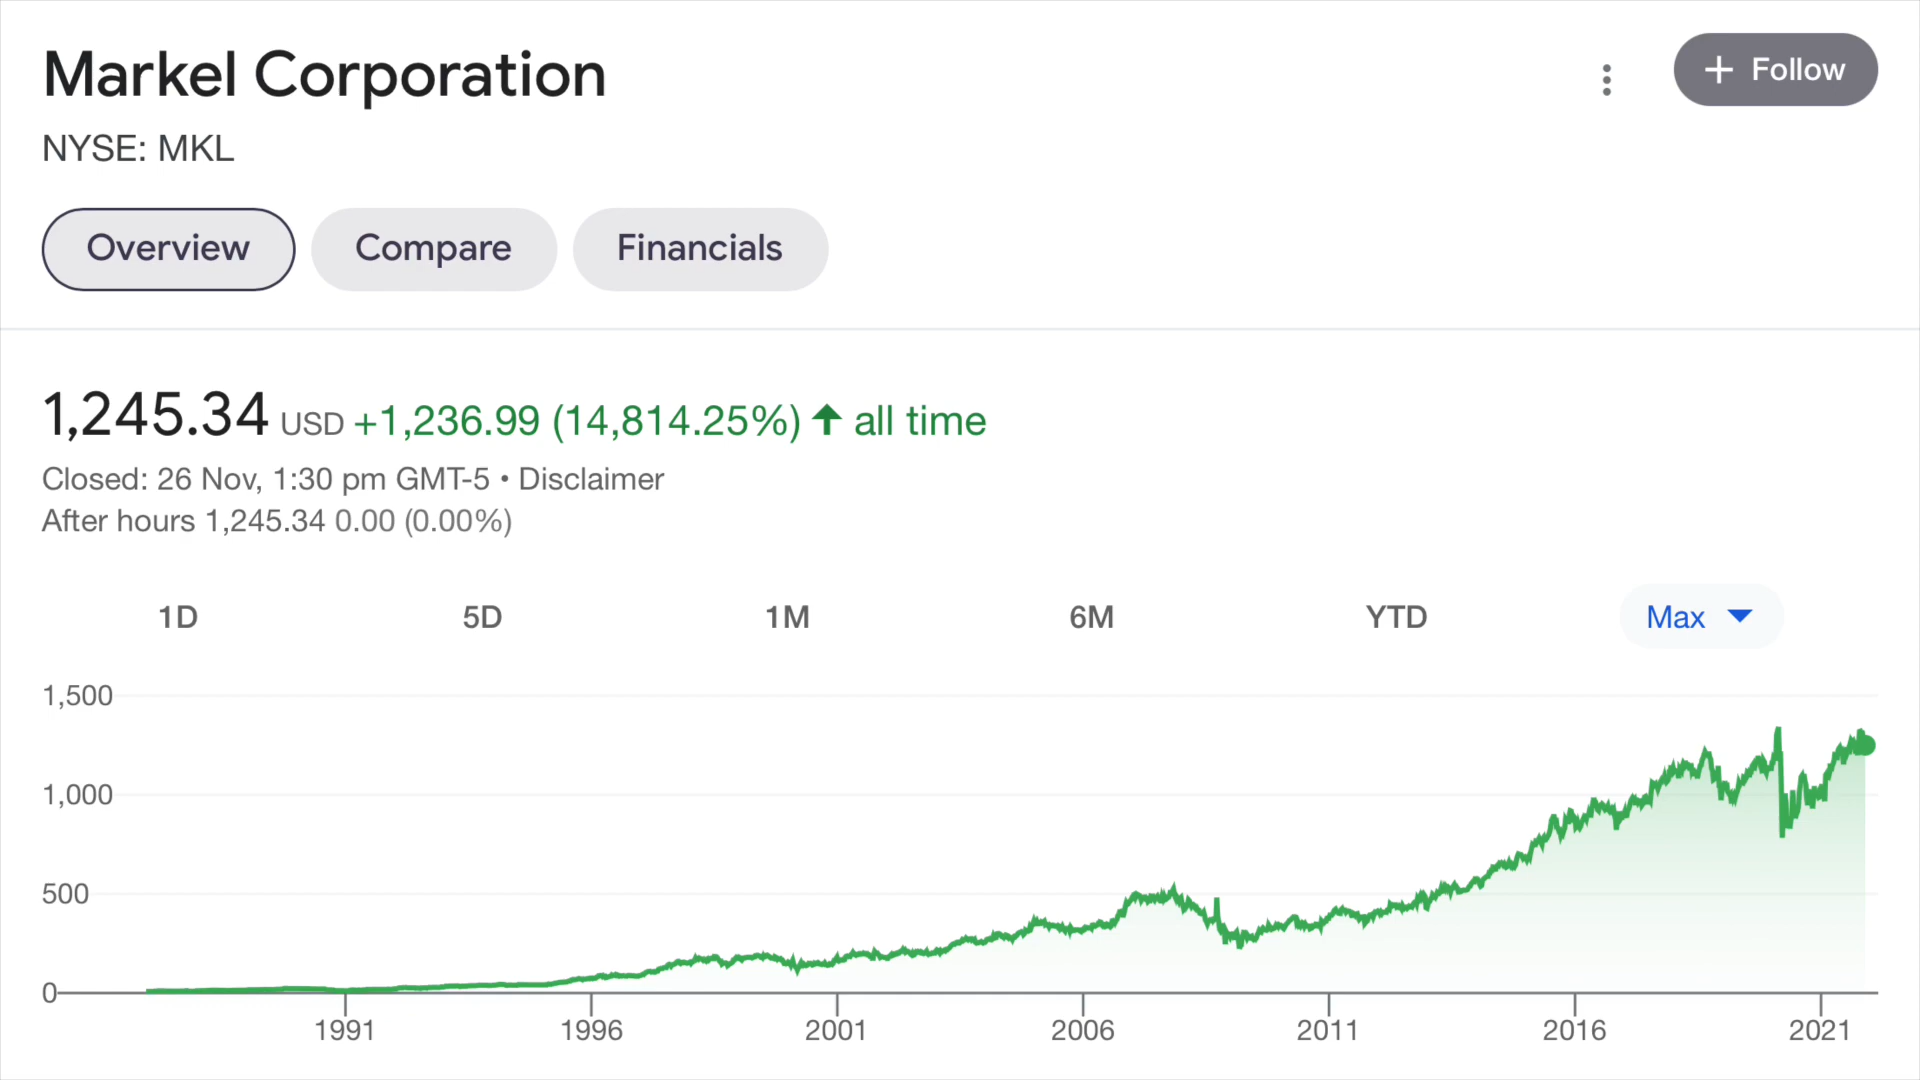 Markel Corporation
+ Follow
NYSE: MKL
Overview
Compare
Financials
1,245.34 USD +1,236.99 (14,814.25%) ↑ all time
Closed: 26 Nov, 1:30 pm GMT-5 • Disclaimer
After hours 1,245.34 0.00 (0.00%)
1D 5D 1M 6M YTD Max
1,500
1,000
500
0
1991 1996 2001 2006 2011 2016 2021